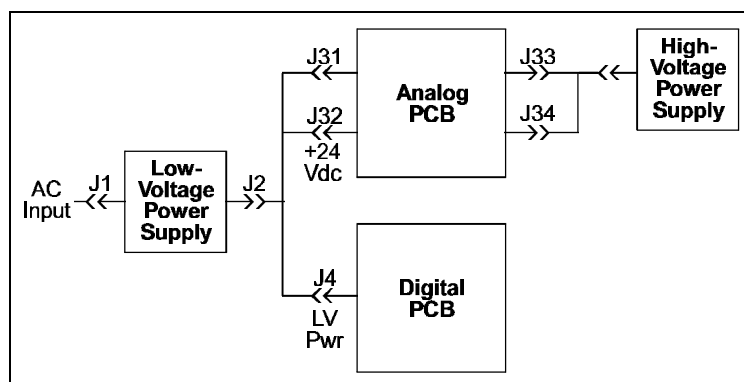 AC
Input
J1
Low-
Voltage
Power
Supply
J2
J31
J32
+24
Vdc
Analog
PCB
J33
J34
High-
Voltage
Power
Supply
J4
LV
Pwr
Digital
PCB